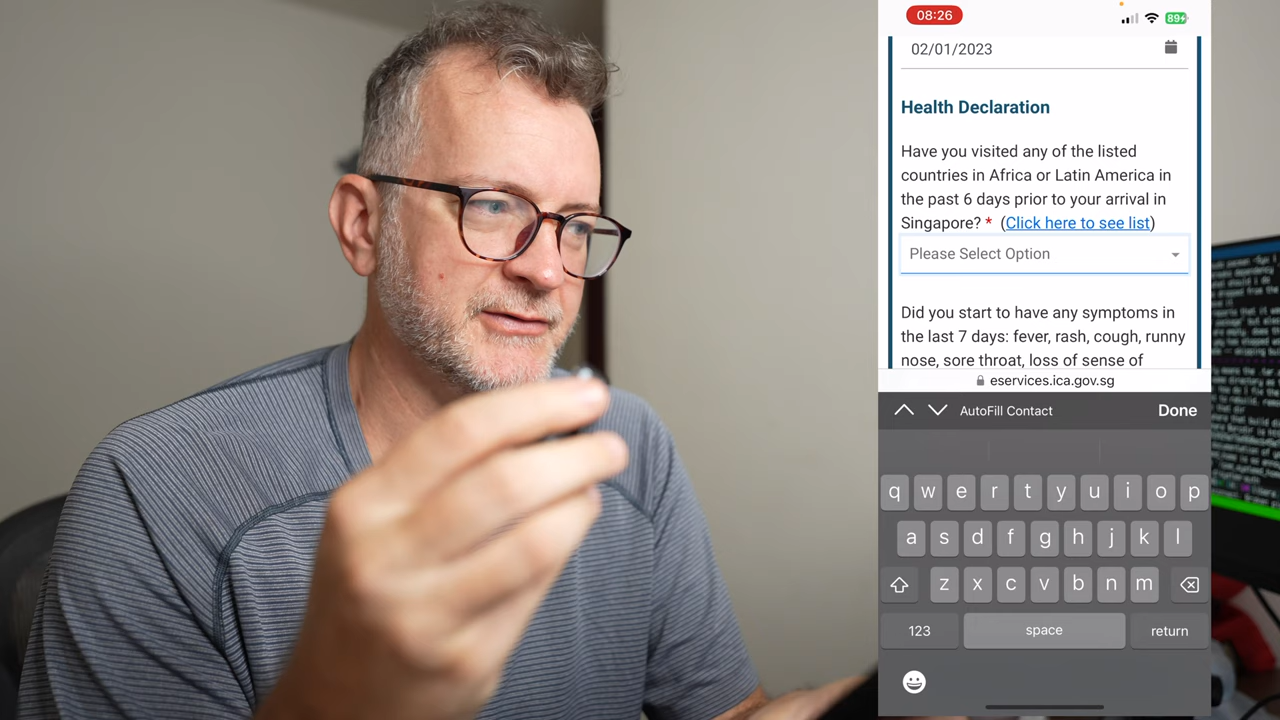 08:26
89
02/01/2023
Health Declaration
Have you visited any of the listed
countries in Africa or Latin America in
the past 6 days prior to your arrival in
Singapore? * (Click here to see list)
Please Select Option
Did you start to have any symptoms in
the last 7 days: fever, rash, cough, runny
nose, sore throat, loss of sense of
eservices.ica.gov.sg
AutoFill Contact Done
q w e r t y u i o p
a s d f g h j k l
z x c v b n m
123 space return